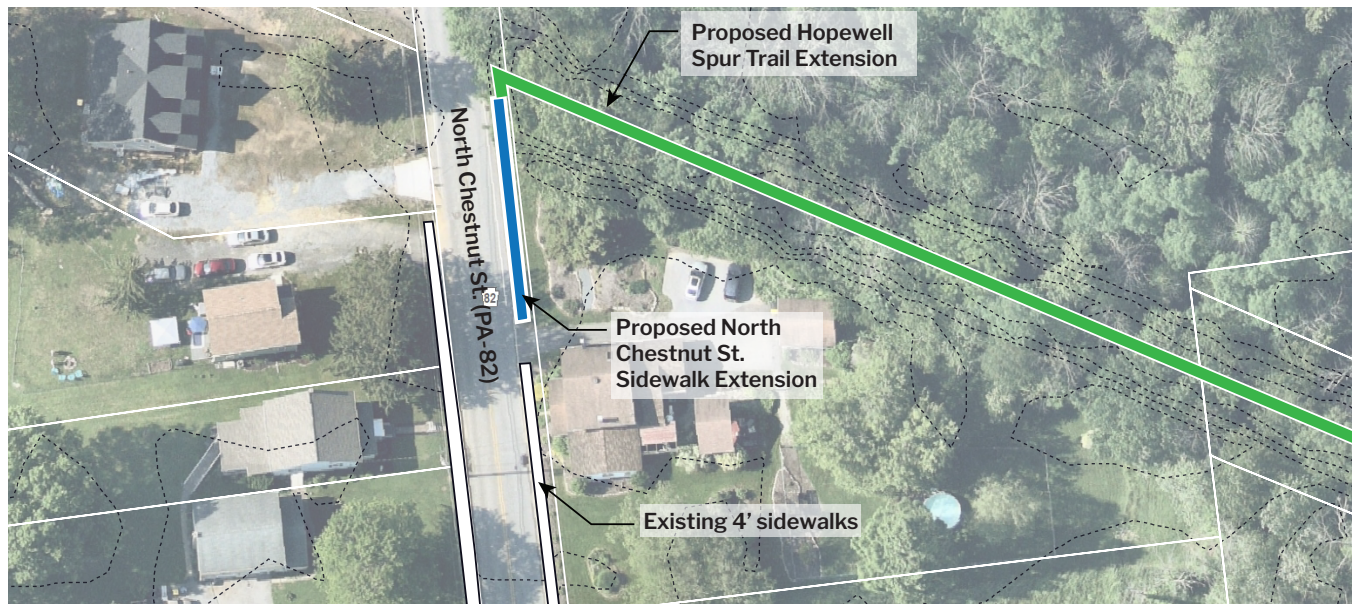 Proposed Hopewell
Spur Trail Extension
North Chestnut St. (PA-82)
82
Proposed North
Chestnut St.
Sidewalk Extension
Existing 4’ sidewalks